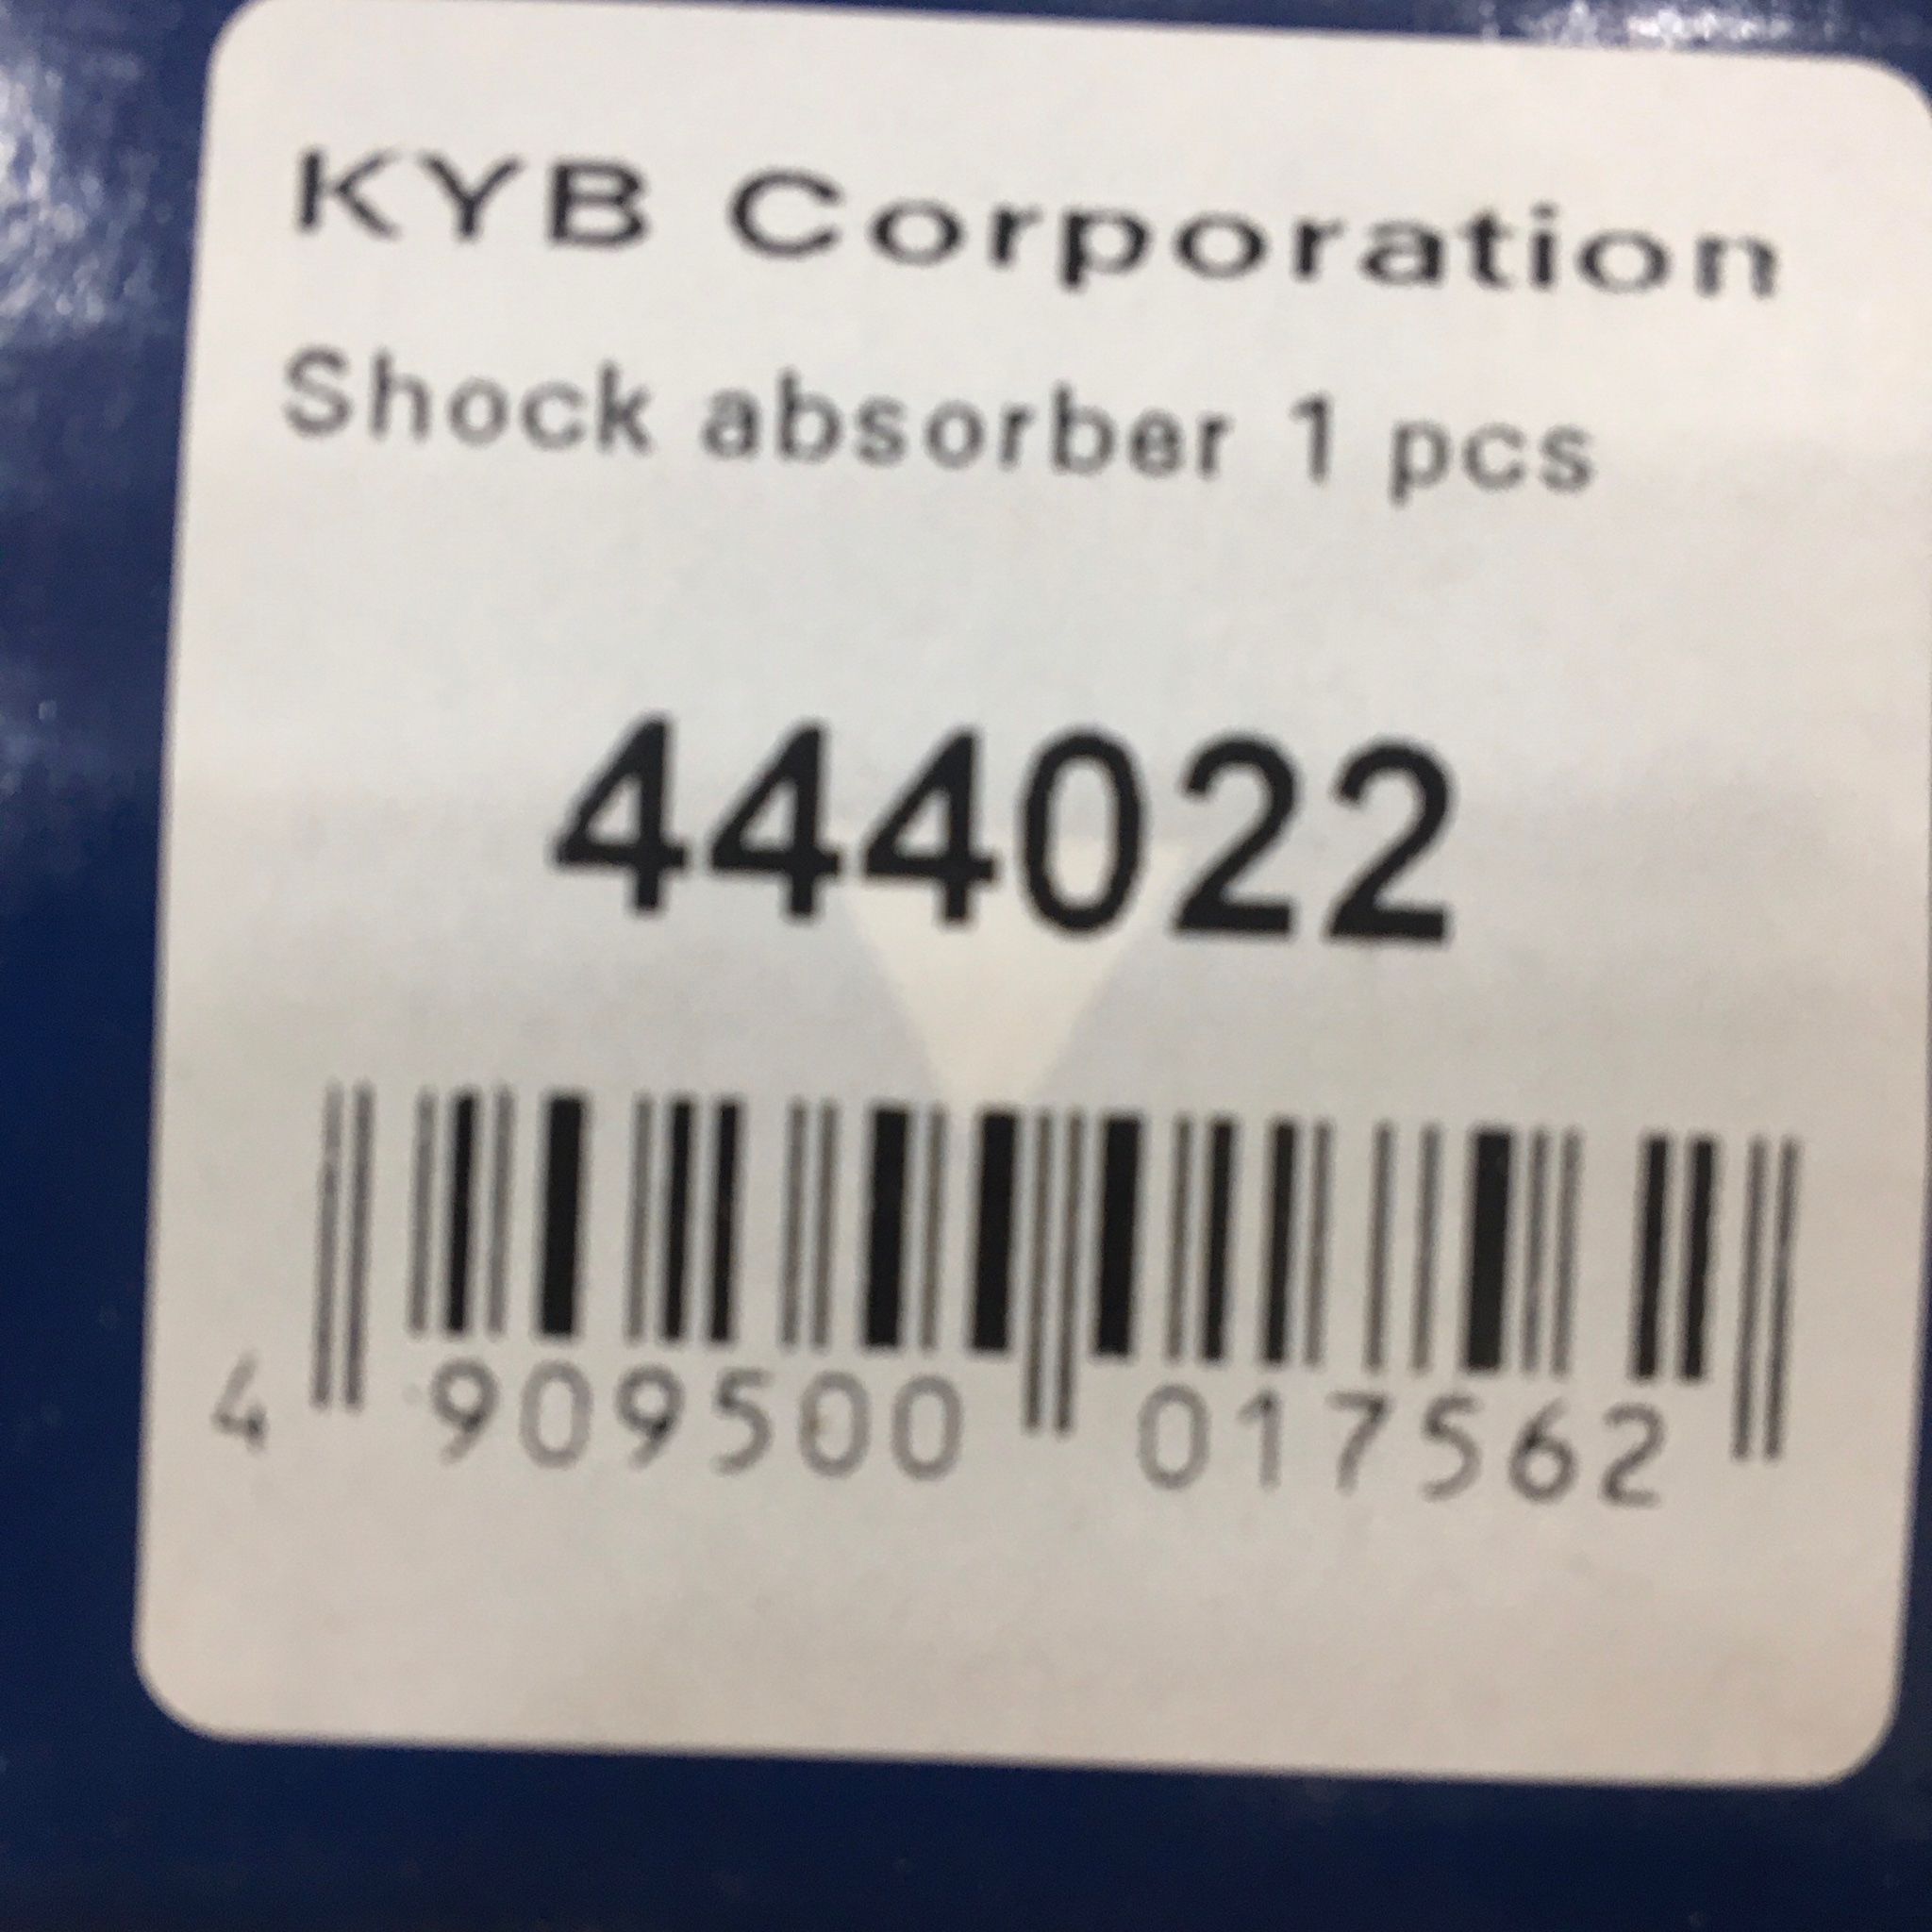 KYB Corporation
Shock absorber 1 pcs
444022
4 909500 017562